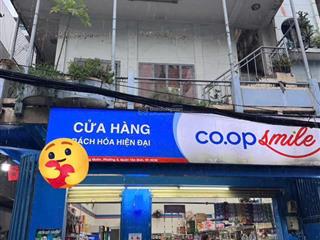 CỬA HÀNG
BÁCH HÓA HIỆN ĐẠI
co.op smile